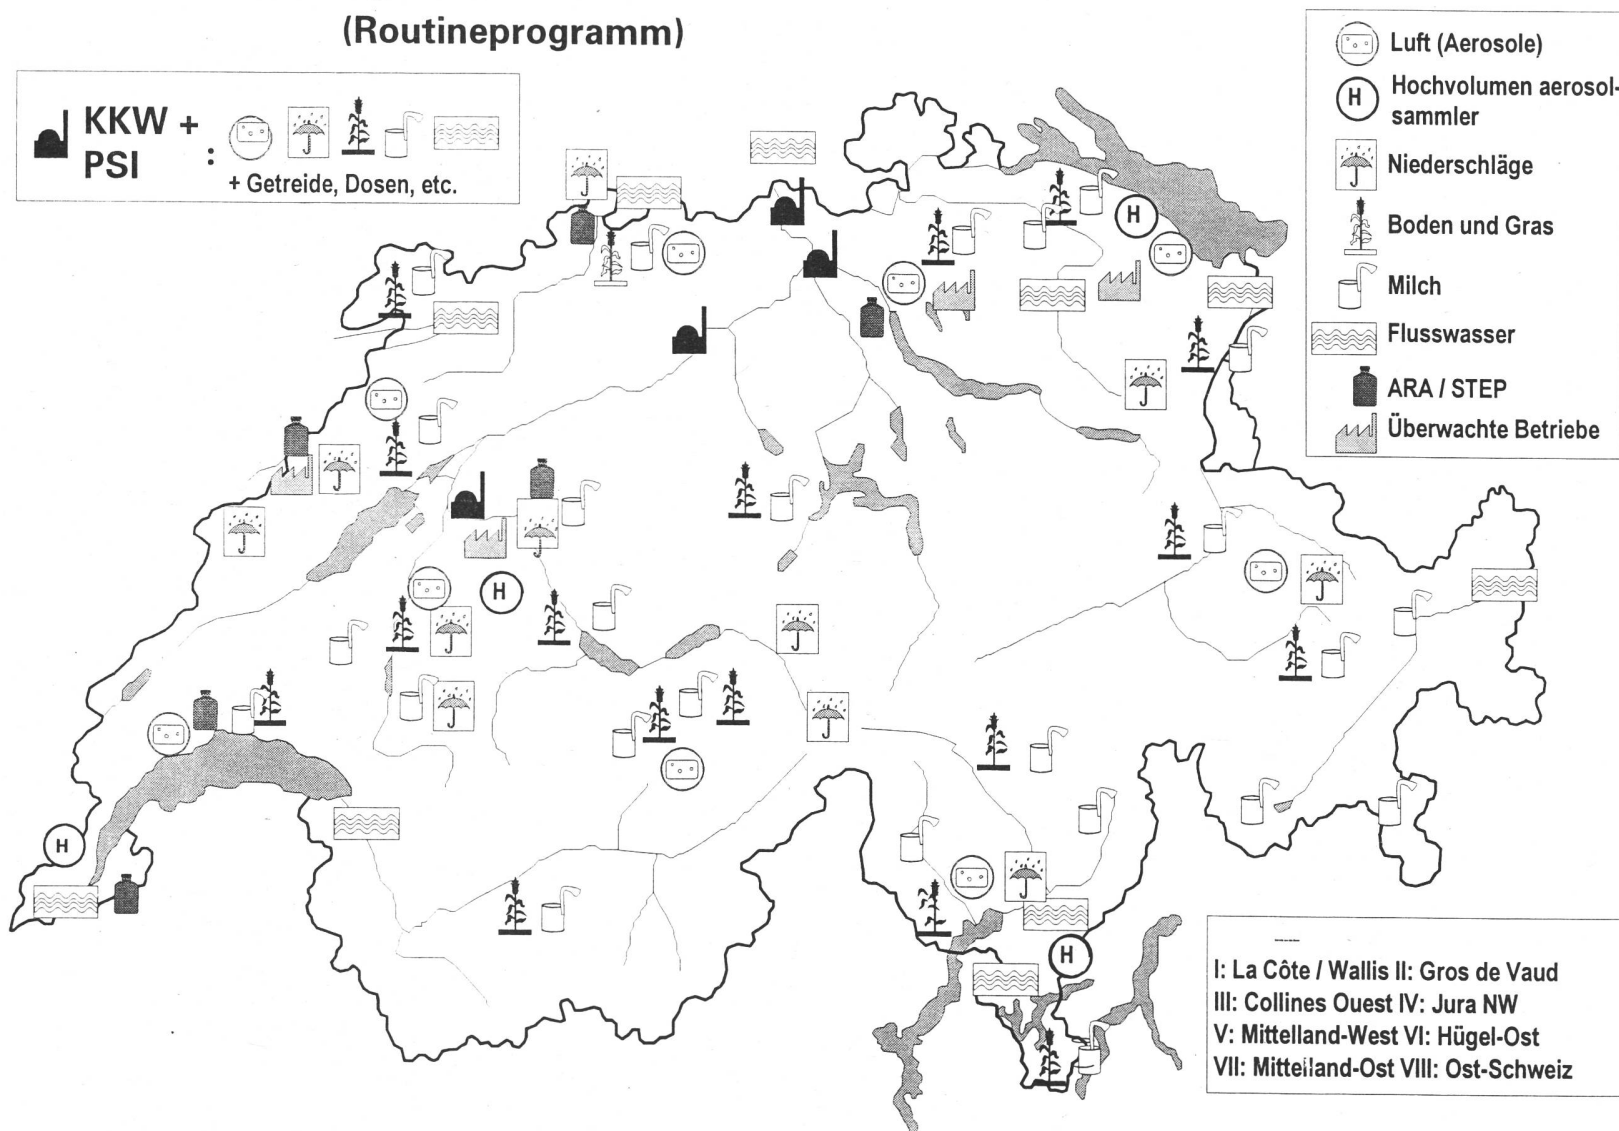 (Routineprogramm)
KKW +
PSI :
+ Getreide, Dosen, etc.
Luft (Aerosole)
H Hochvolumen aerosol-
sammler
Niederschläge
Boden und Gras
Milch
Flusswasser
ARA / STEP
Überwachte Betriebe
H
H
H
H
I: La Côte / Wallis II: Gros de Vaud
III: Collines Ouest IV: Jura NW
V: Mittelland-West VI: Hügel-Ost
VII: Mittelland-Ost VIII: Ost-Schweiz